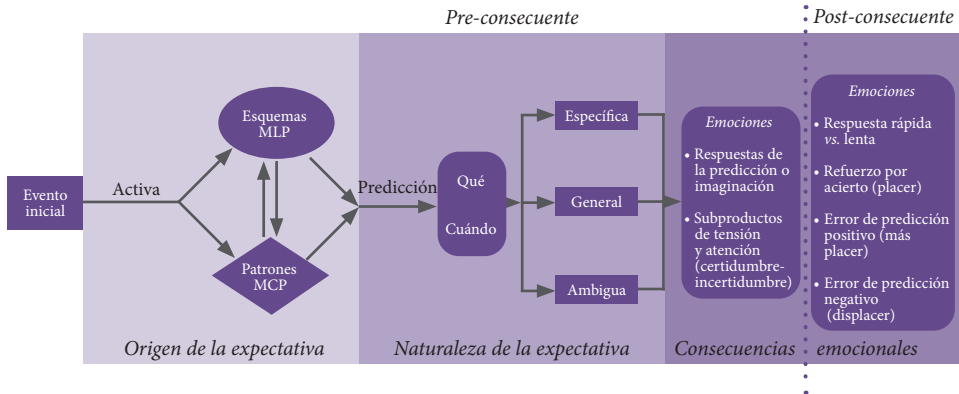 Pre-consecuente
Post-consecuente
Evento
inicial
Activa
Esquemas
MLP
Patrones
MCP
Predicción
Qué
Cuándo
Específica
General
Ambigua
Emociones
• Respuestas de
la predicción o
imaginación
• Subproductos
de tensión
y atención
(certidumbre-
incertidumbre)
Emociones
• Respuesta rápida
vs. lenta
• Refuerzo por
acierto (placer)
• Error de predicción
positivo (más
placer)
• Error de predicción
negativo
(displacer)
Origen de la expectativa
Naturaleza de la expectativa
Consecuencias emocionales